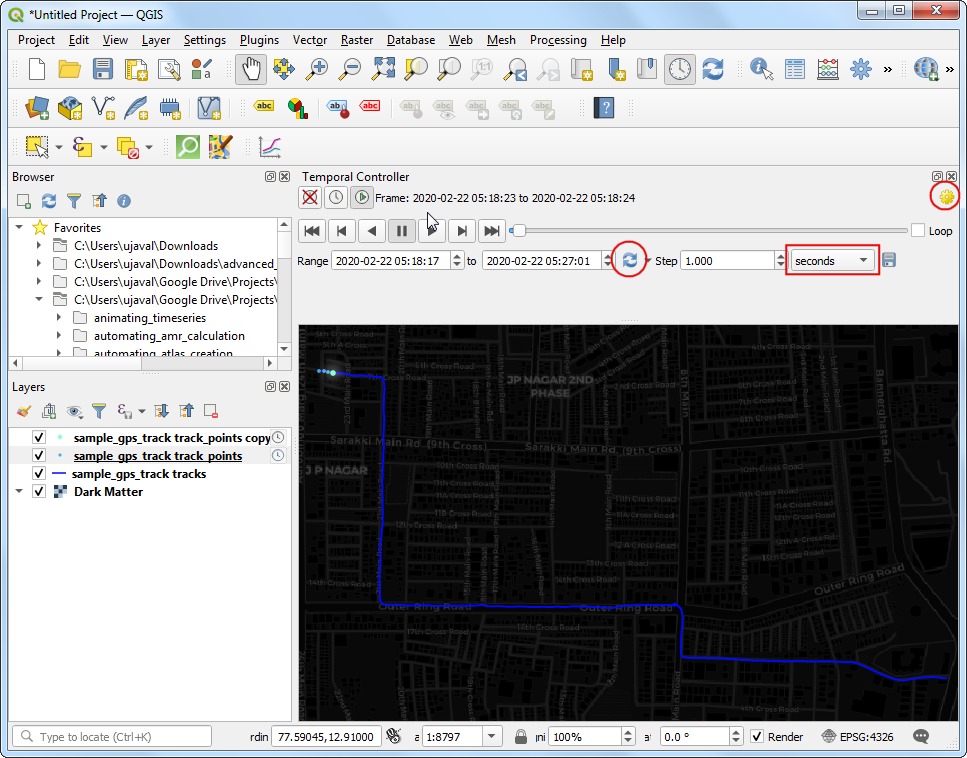 *Untitled Project — QGIS
Project Edit View Layer Settings Plugins Vector Raster Database Web Mesh Processing Help
Browser
Temporal Controller
Frame: 2020-02-22 05:18:23 to 2020-02-22 05:18:24
Favorites
C:\Users\ujaval\Downloads
C:\Users\ujaval\Downloads\advanced_
C:\Users\ujaval\Google Drive\Projects\
C:\Users\ujaval\Google Drive\Projects\
animating_timeseries
automating_amr_calculation
automating_atlas_creation
Loop
Range 2020-02-22 05:18:17 to 2020-02-22 05:27:01 Step 1.000 seconds
Layers
sample_gps_track track_points copy
sample_gps_track track_points
sample_gps_track tracks
Dark Matter
JP NAGAR 2ND
PHASE
Sarakki Main Rd (9th Cross) Sarakki Main Rd (9th Cross)
J P NAGAR
Bannerghatta Rd
Outer Ring Road
Outer Ring Road Outer Ring Road
Type to locate (Ctrl+K) rdin 77.59045,12.91000 1:8797 100% 0.0 ° Render EPSG:4326